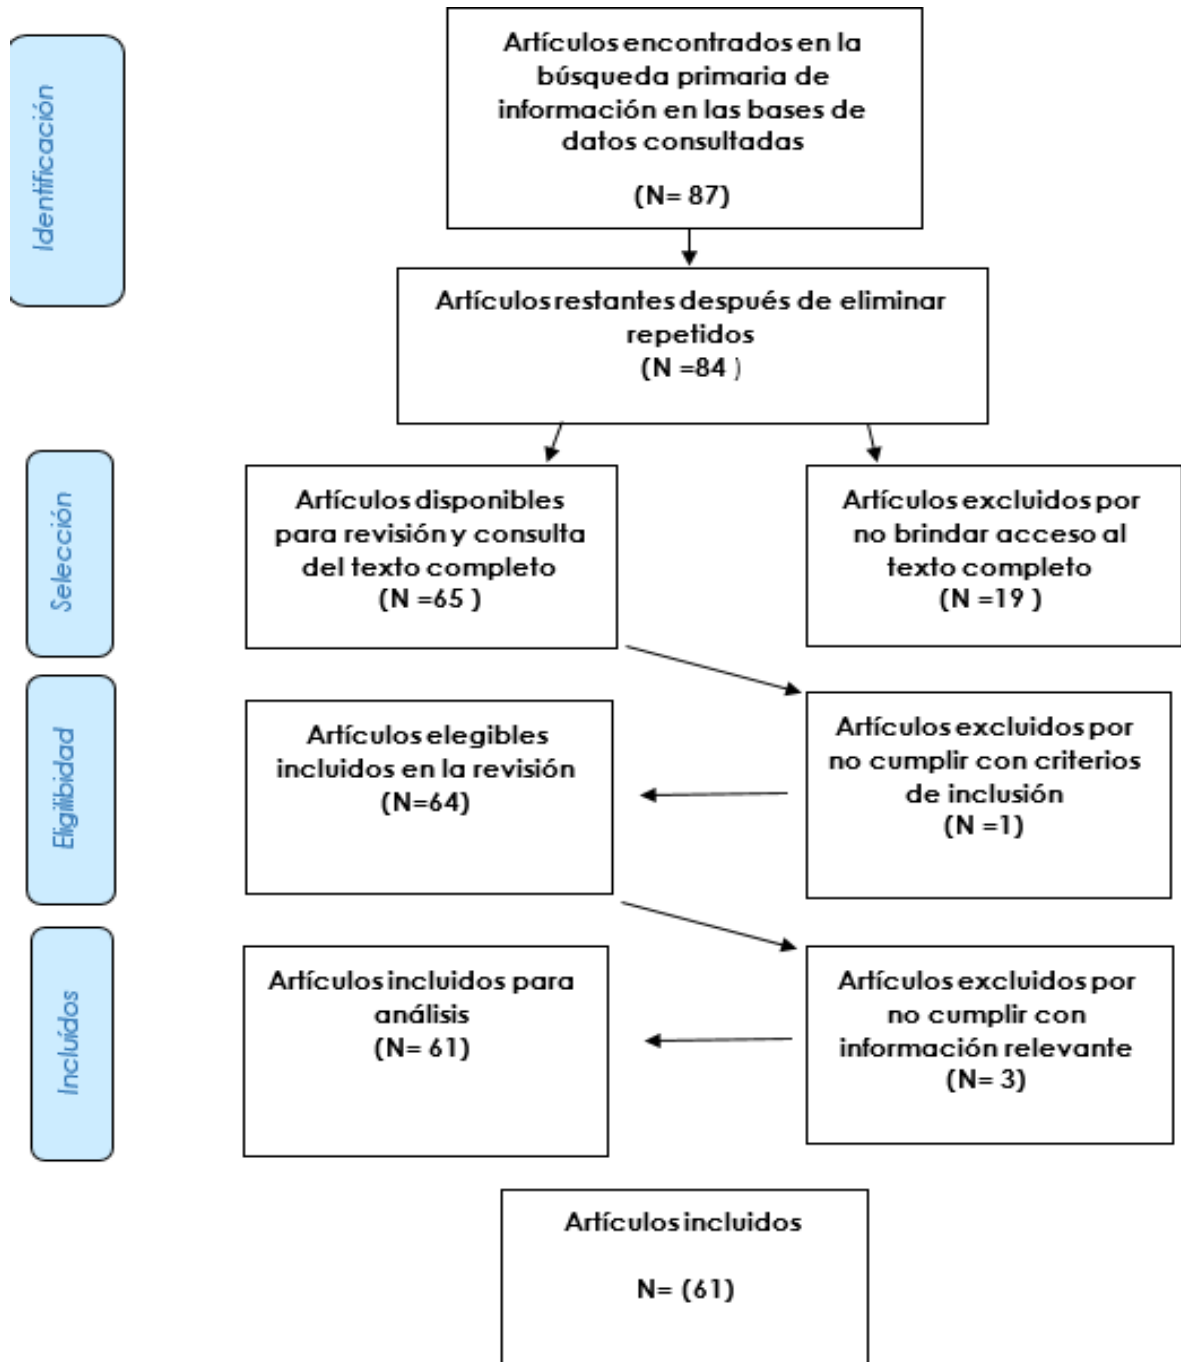 Identificación
Artículos encontrados en la
búsqueda primaria de
información en las bases de
datos consultadas
(N= 87)
Artículos restantes después de eliminar
repetidos
(N =84 )
Selección
Artículos disponibles
para revisión y consulta
del texto completo
(N =65 )
Artículos excluidos por
no brindar acceso al
texto completo
(N =19 )
Eligilibidad
Artículos elegibles
incluidos en la revisión
(N=64)
Artículos excluidos por
no cumplir con criterios
de inclusión
(N =1)
Incluídos
Artículos incluidos para
análisis
(N= 61)
Artículos excluidos por
no cumplir con
información relevante
(N= 3)
Artículos incluidos
N= (61)